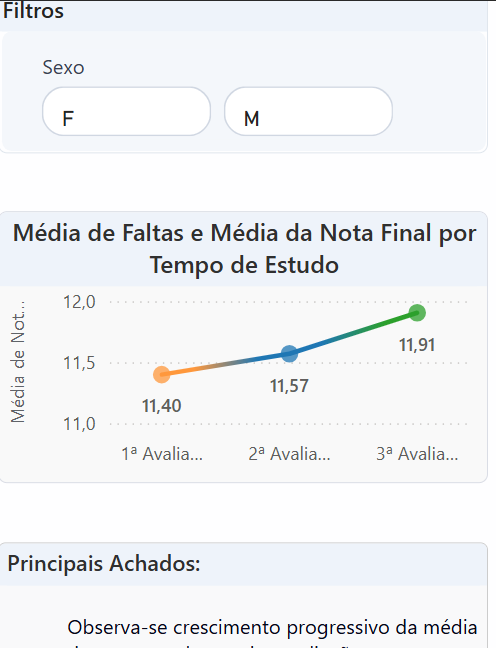 Filtros
Sexo
F
M
Média de Faltas e Média da Nota Final por
Tempo de Estudo
Média de Not...
12,0
11,5
11,0
11,40
11,57
11,91
1ª Avalia...
2ª Avalia...
3ª Avalia...
Principais Achados:
Observa-se crescimento progressivo da média